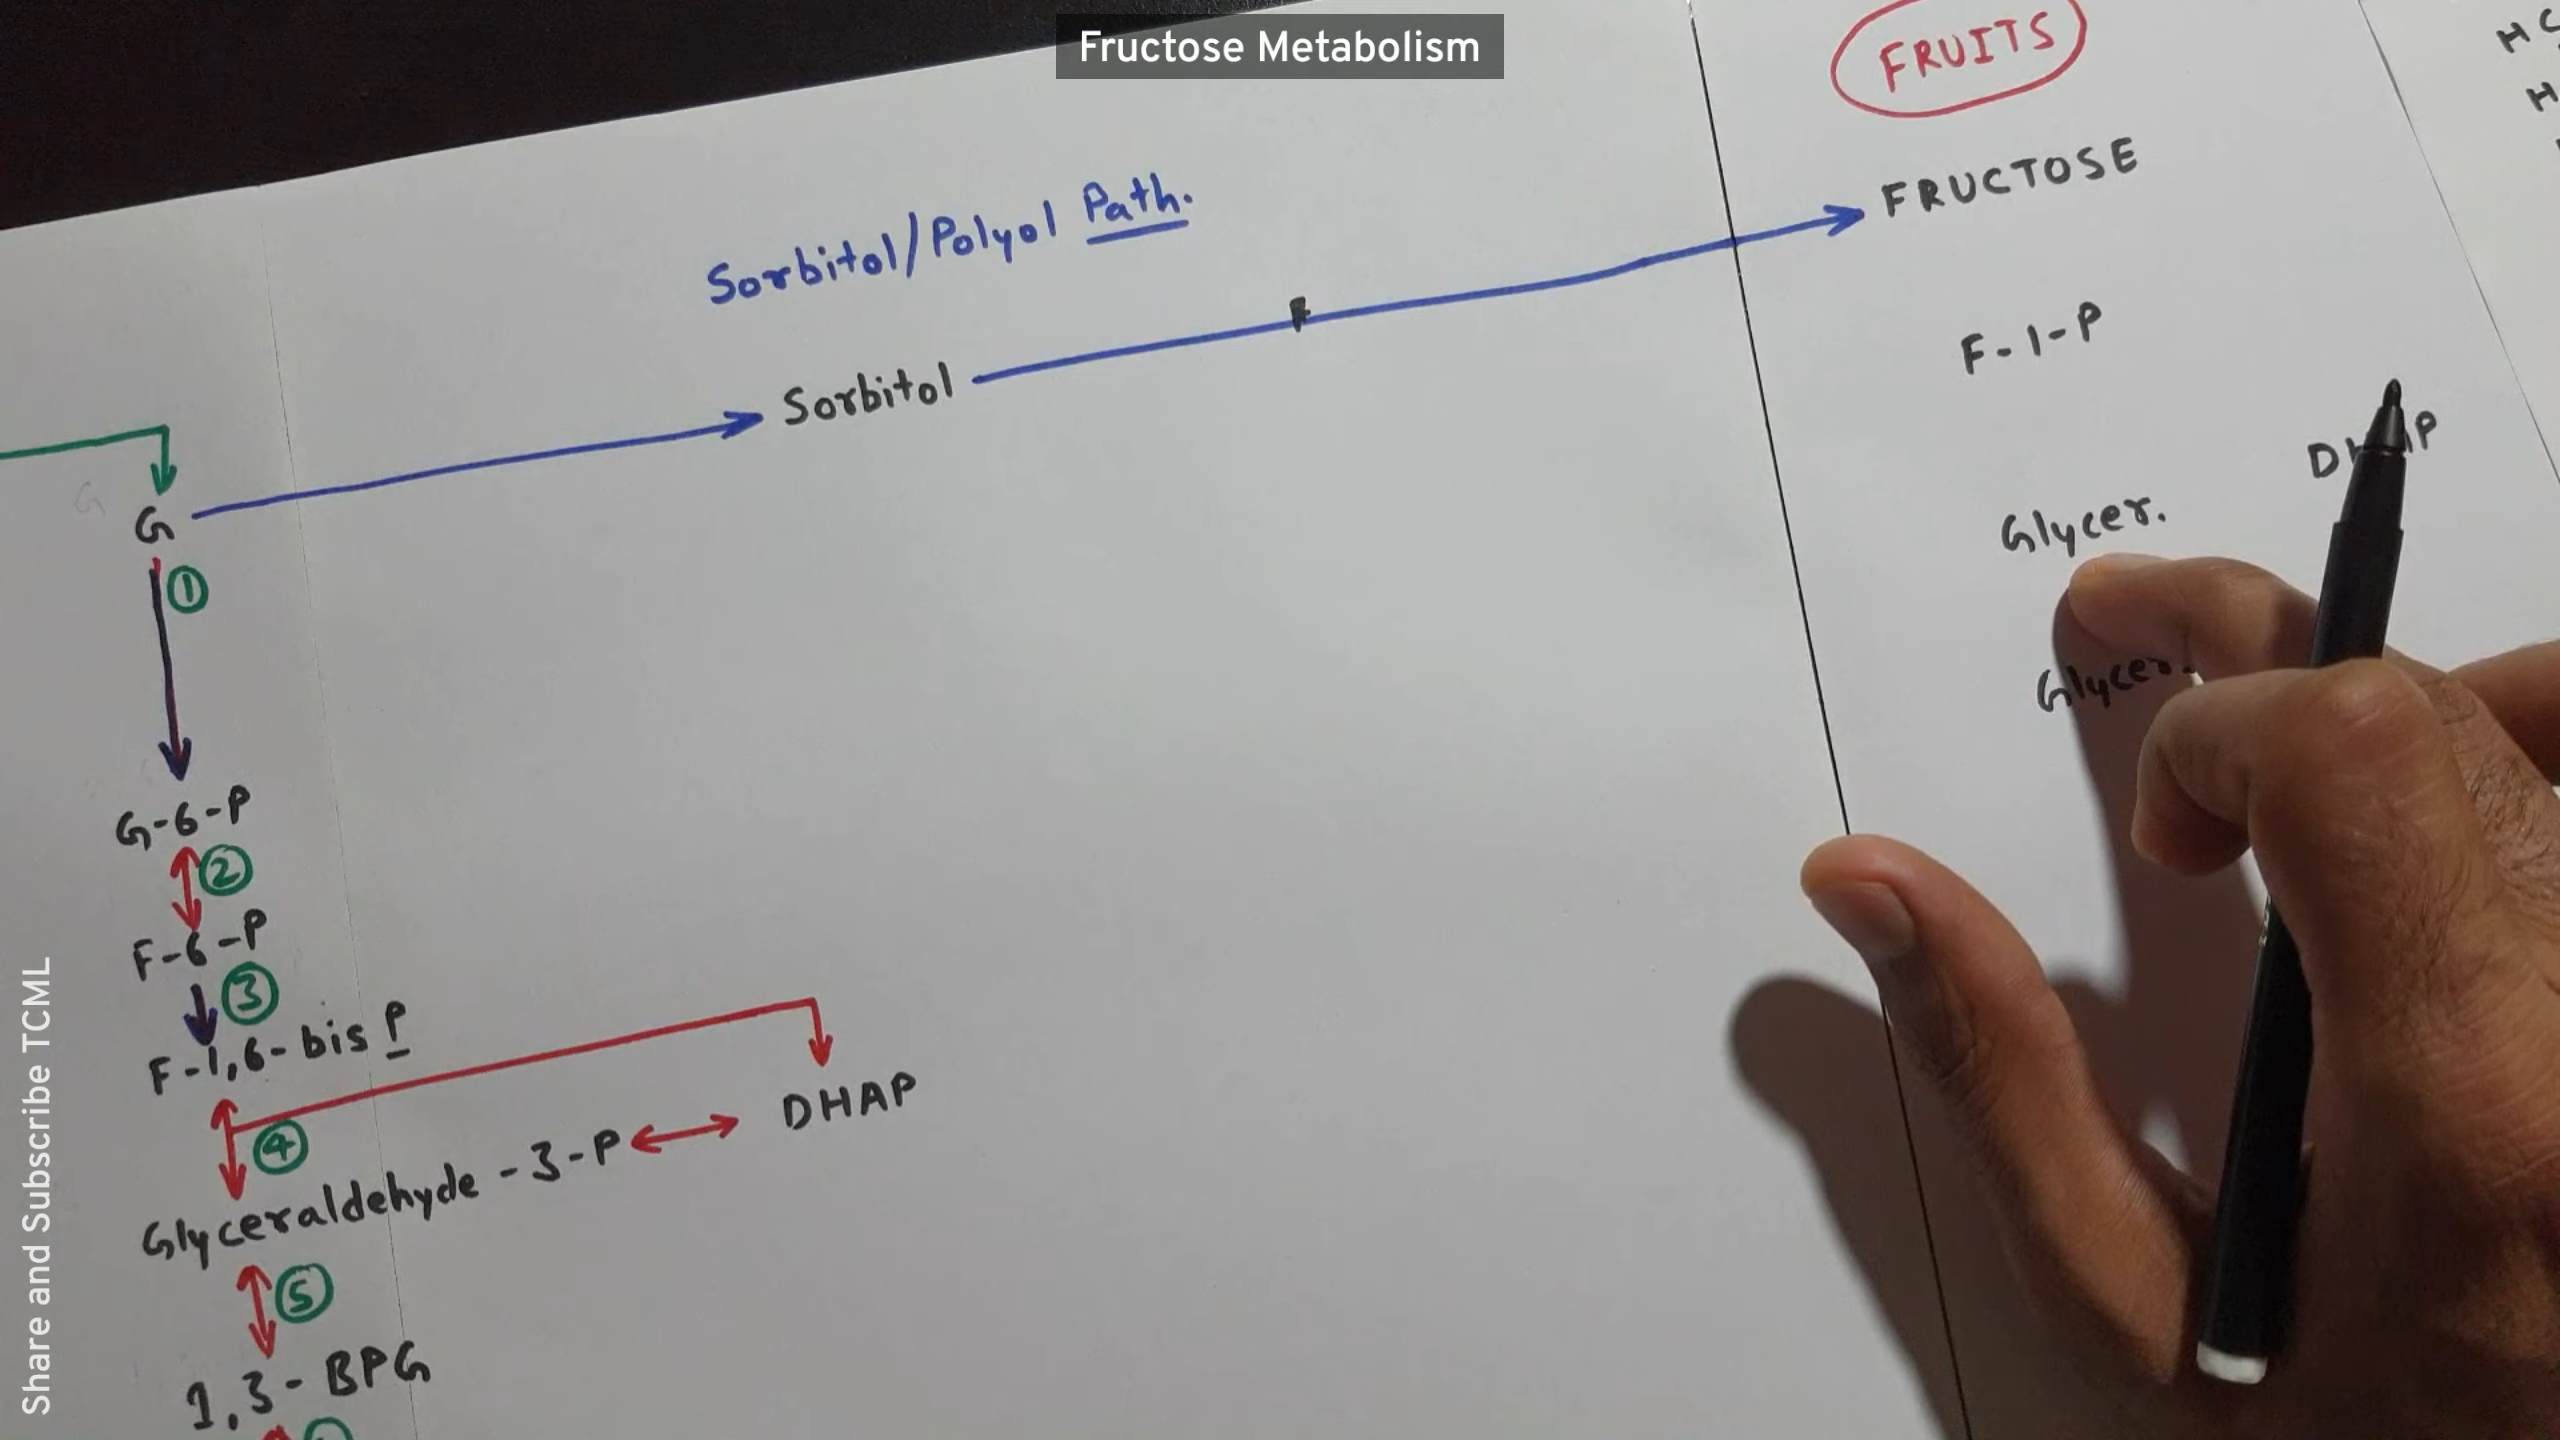 Fructose Metabolism
FRUITS
FRUCTOSE
Sorbitol/Polyol Path.
Sorbitol
F-1-P
Glycer.
Glycer.
G
①
G-6-P
②
F-6-P
③
F-1,6-bis P
④
DHAP
Glyceraldehyde-3-P
⑤
1,3-BPG
Share and Subscribe TCML